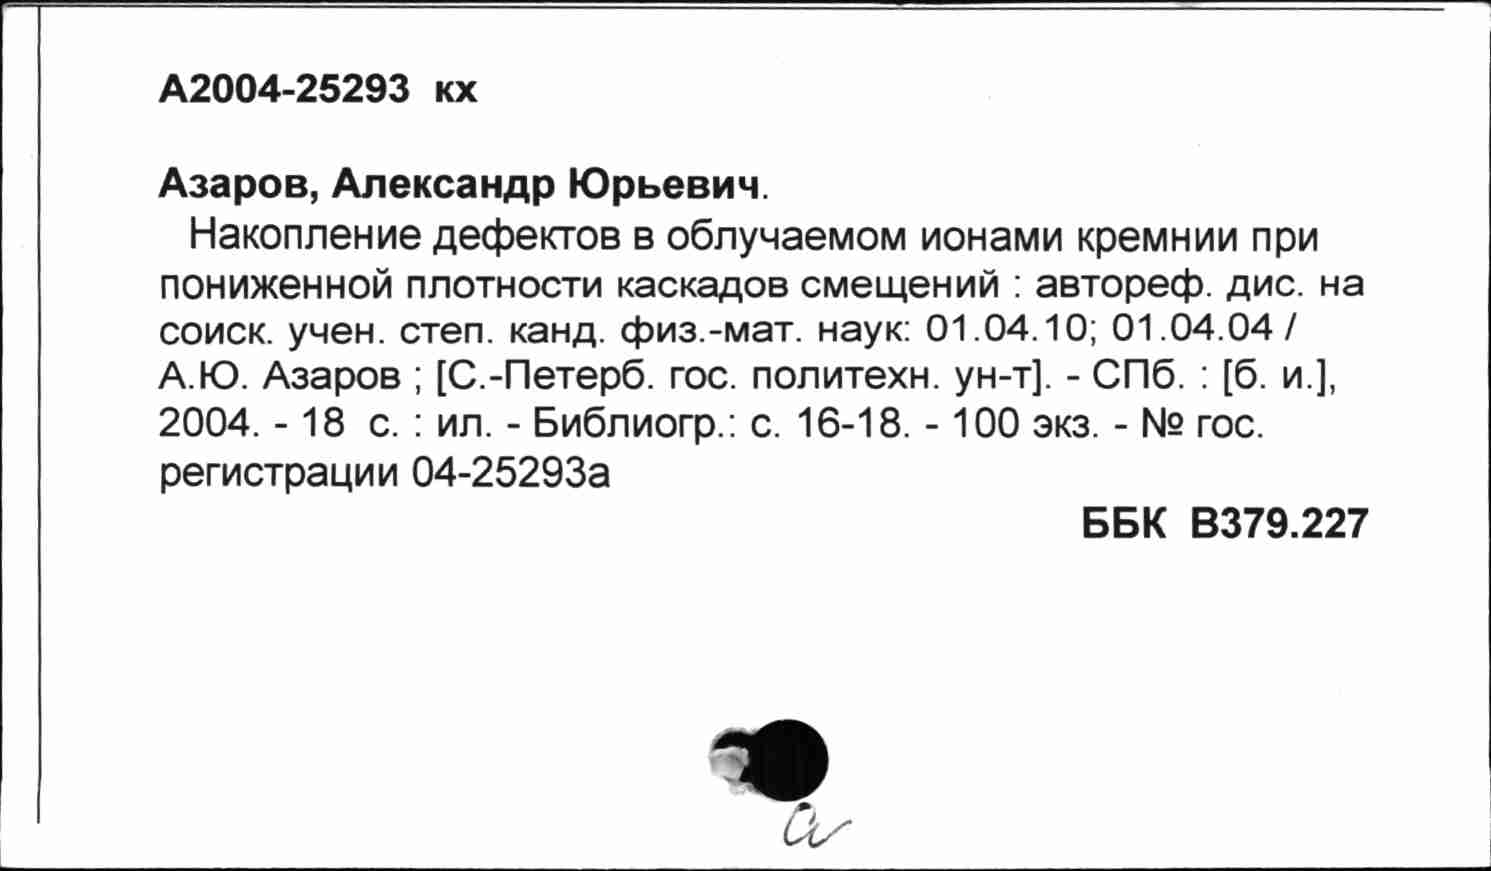 А2004-25293 кх
Азаров, Александр Юрьевич.
Накопление дефектов в облучаемом ионами кремнии при
пониженной плотности каскадов смещений : автореф. дис. на
соиск. учен. степ. канд. физ.-мат. наук: 01.04.10; 01.04.04 /
А.Ю. Азаров ; [С.-Петерб. гос. политехн. ун-т]. - СПб. : [б. и.],
2004. - 18 с. : ил. - Библиогр.: с. 16-18. - 100 экз. - № гос.
регистрации 04-25293а
ББК В379.227
а